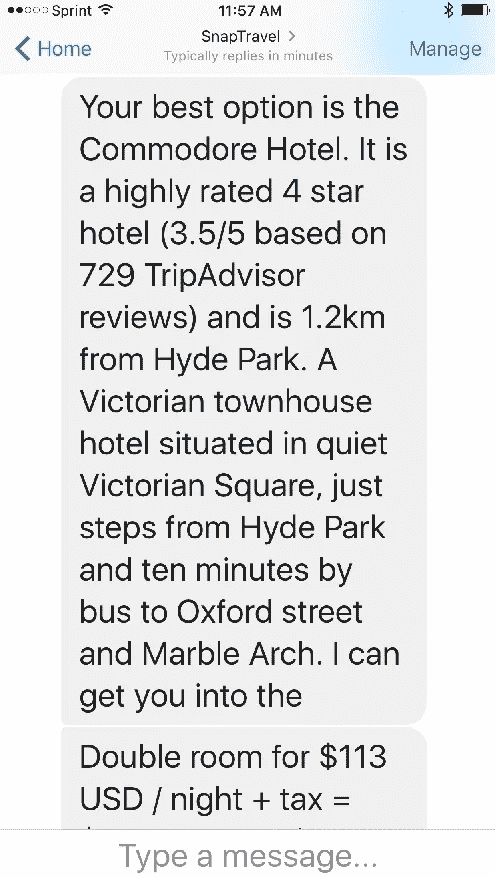 Sprint 11:57 AM
SnapTravel >
Home Typically replies in minutes Manage
Your best option is the
Commodore Hotel. It is
a highly rated 4 star
hotel (3.5/5 based on
729 TripAdvisor
reviews) and is 1.2km
from Hyde Park. A
Victorian townhouse
hotel situated in quiet
Victorian Square, just
steps from Hyde Park
and ten minutes by
bus to Oxford street
and Marble Arch. I can
get you into the
Double room for $113
USD / night + tax =
Type a message...